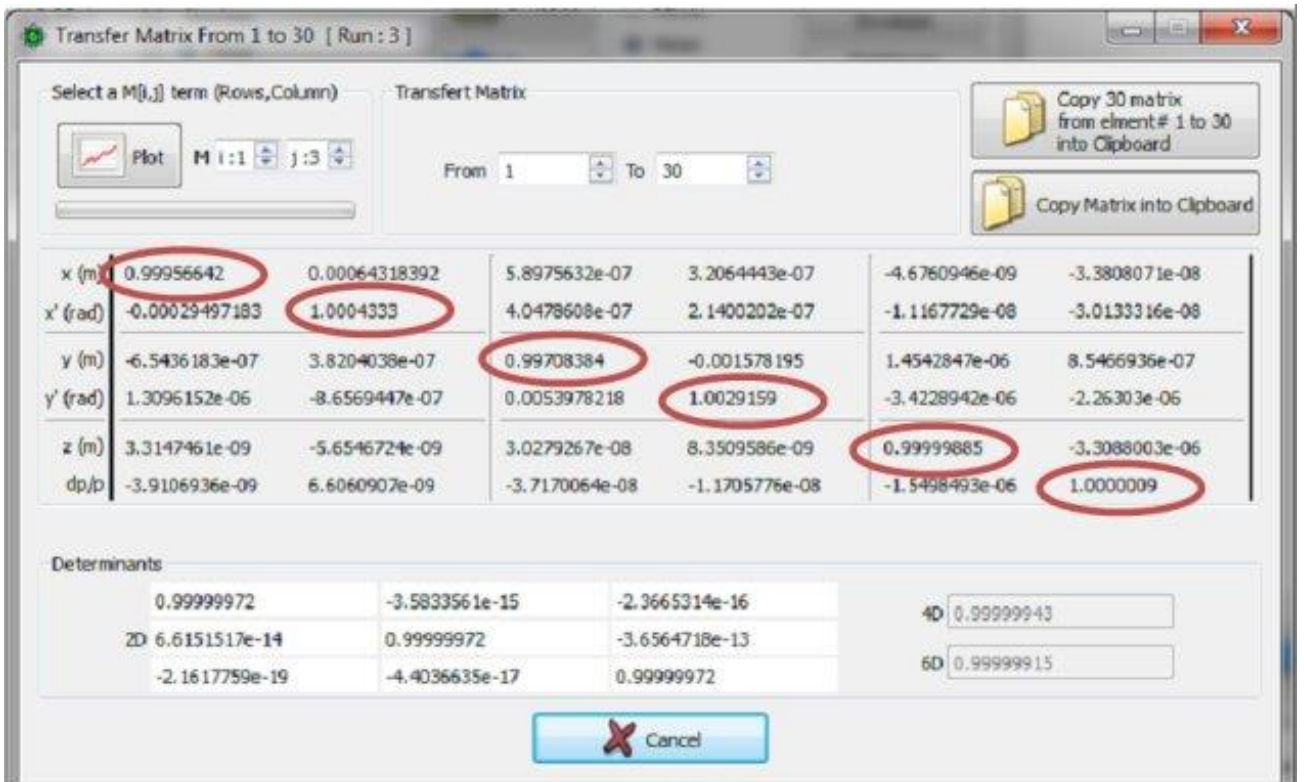 Transfer Matrix From 1 to 30 [ Run : 3 ]
Select a M[i,j] term (Rows,Column)
Transfert Matrix
Plot M i :1 j :3
From 1 To 30
Copy 30 matrix
from elment# 1 to 30
into Clipboard
Copy Matrix into Clipboard
x (m) 0.99956642 0.00064318392 5.8975632e-07 3.2064443e-07 -4.6760946e-09 -3.3808071e-08
x' (rad) -0.00029497183 1.0004333 4.0478608e-07 2.1400202e-07 -1.1167729e-08 -3.0133316e-08
y (m) -6.5436183e-07 3.8204038e-07 0.99708384 -0.001578195 1.4542847e-06 8.5466936e-07
y' (rad) 1.3096152e-06 -8.6569447e-07 0.0053978218 1.0029159 -3.4228942e-06 -2.26303e-06
z (m) 3.3147461e-09 -5.6546724e-09 3.0279267e-08 8.3509586e-09 0.99999885 -3.3088003e-06
dp/p -3.9106936e-09 6.6060907e-09 -3.7170064e-08 -1.1705776e-08 -1.5498493e-06 1.0000009
Determinants
0.99999972 -3.5833561e-15 -2.3665314e-16
2D 6.6151517e-14 0.99999972 -3.6564718e-13
-2.1617759e-19 -4.4036635e-17 0.99999972
4D 0.99999943
6D 0.99999915
Cancel